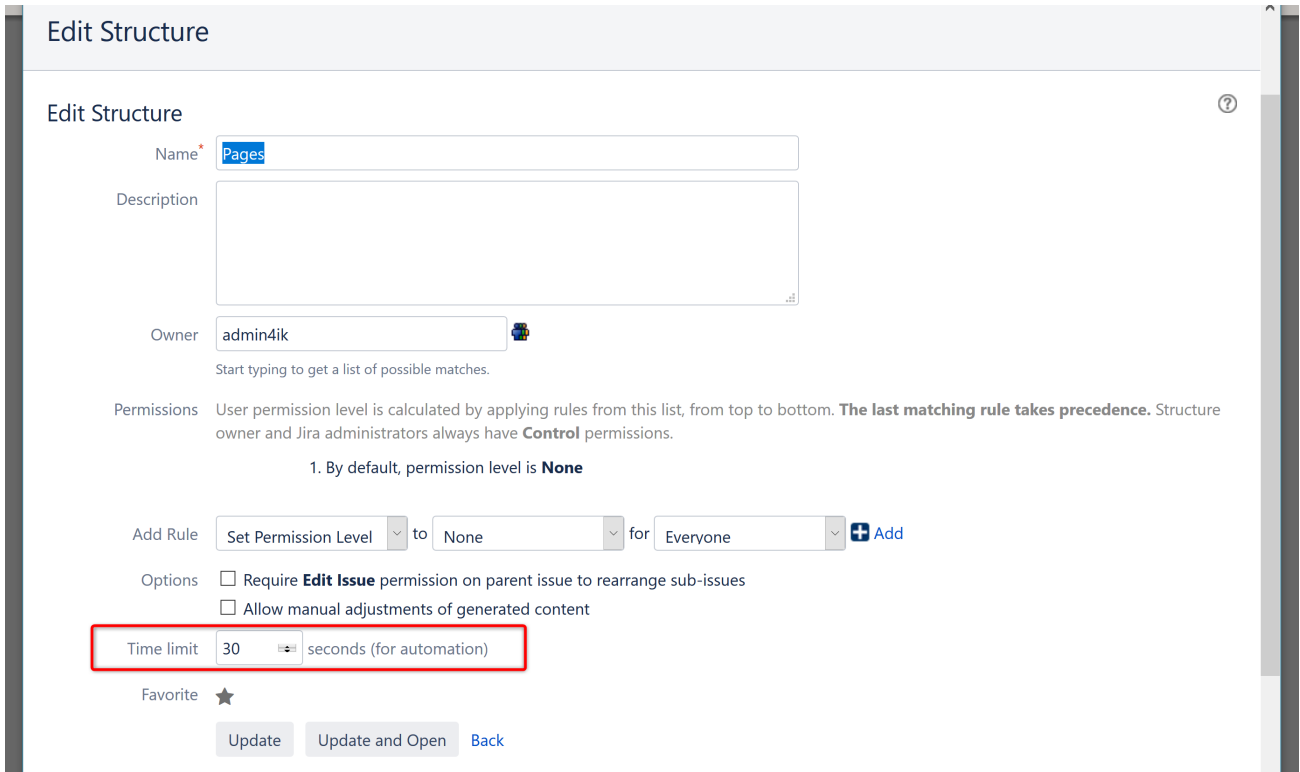 Edit Structure
Edit Structure
Name*
Pages
Description
Owner
admin4ik
Start typing to get a list of possible matches.
Permissions
User permission level is calculated by applying rules from this list, from top to bottom. The last matching rule takes precedence. Structure
owner and Jira administrators always have Control permissions.
1. By default, permission level is None
Add Rule Set Permission Level to None for Everyone Add
Options Require Edit Issue permission on parent issue to rearrange sub-issues
Allow manual adjustments of generated content
Time limit 30 seconds (for automation)
Favorite
Update Update and Open Back